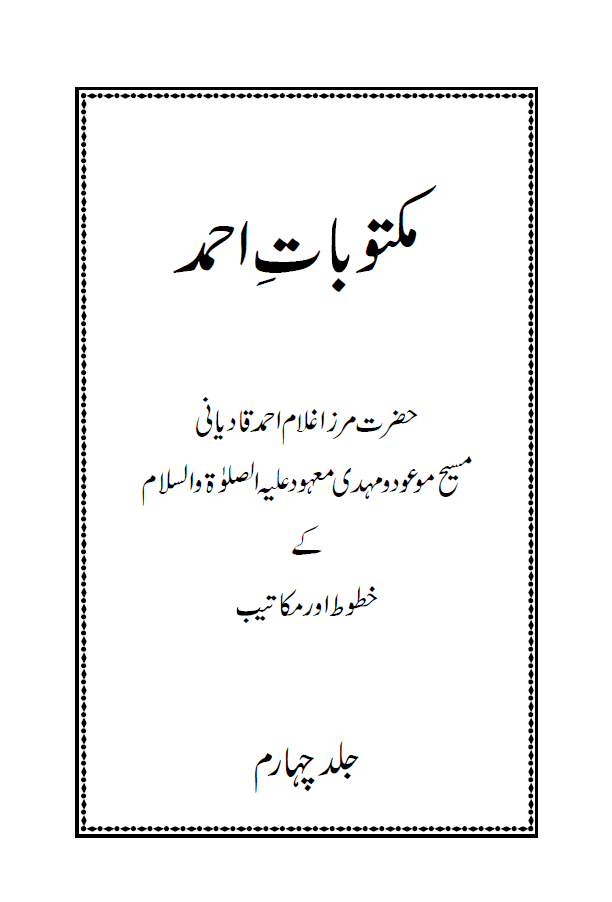 مکتوباتِ احمد
حضرت مرزا غلام احمد قادیانی
مسیح موعود و مہدی معہود علیہ الصلوٰۃ والسلام
کے
خطوط اور مکاتیب
جلد چہارم